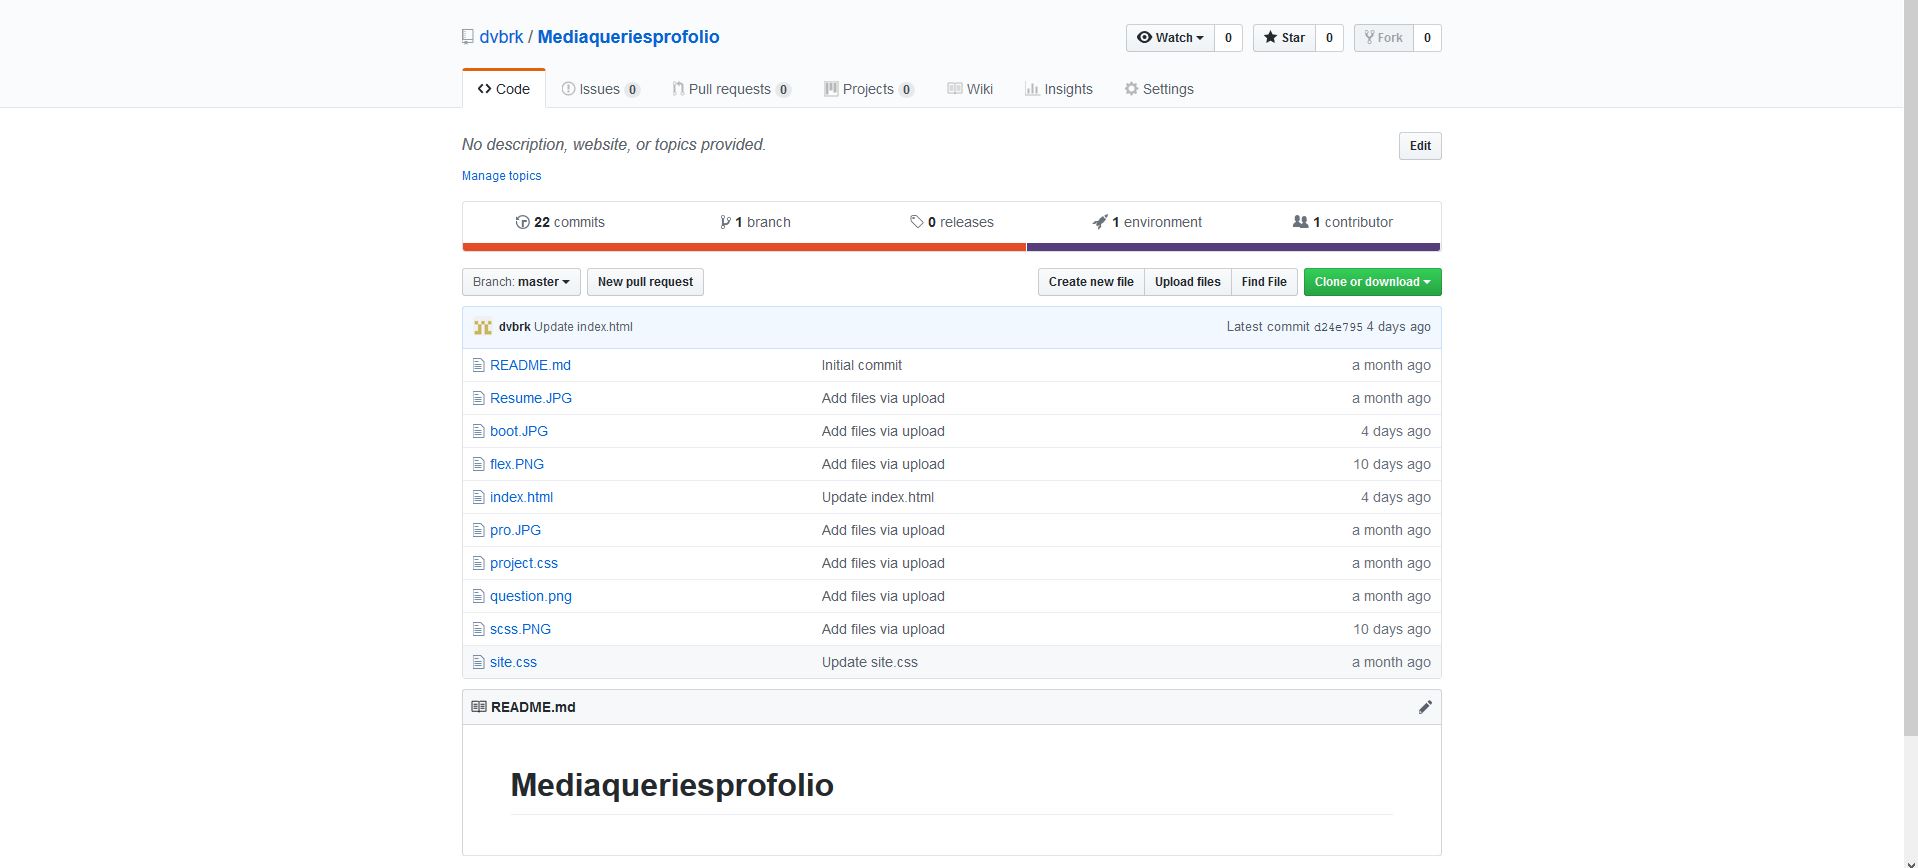 dvbrk / Mediaqueriesprofolio Watch 0 Star 0 Fork 0
Code Issues 0 Pull requests 0 Projects 0 Wiki Insights Settings
No description, website, or topics provided. Edit
Manage topics
22 commits 1 branch 0 releases 1 environment 1 contributor
Branch: master New pull request Create new file Upload files Find File Clone or download
dvbrk Update index.html Latest commit d24e795 4 days ago
README.md Initial commit a month ago
Resume.JPG Add files via upload a month ago
boot.JPG Add files via upload 4 days ago
flex.PNG Add files via upload 10 days ago
index.html Update index.html 4 days ago
pro.JPG Add files via upload a month ago
project.css Add files via upload a month ago
question.png Add files via upload a month ago
scss.PNG Add files via upload 10 days ago
site.css Update site.css a month ago
README.md
Mediaqueriesprofolio